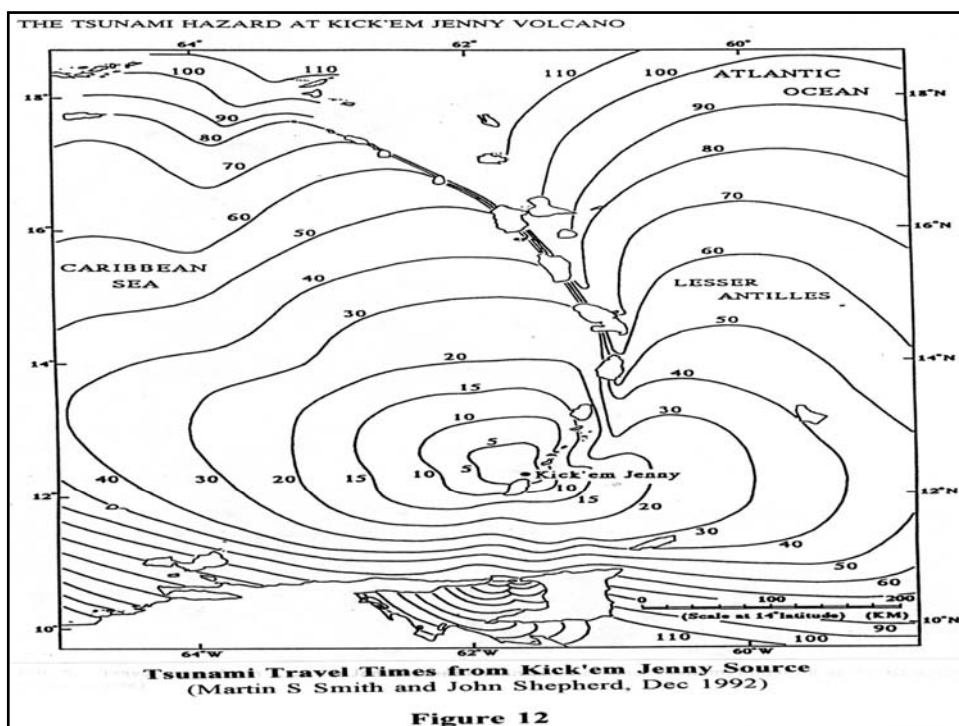 THE TSUNAMI HAZARD AT KICK'EM JENNY VOLCANO
64° 62° 60°
110 110 100 ATLANTIC
100 OCEAN
18° 90 90 18°N
80 80
70 70
60
16° 50 60 16°N
CARIBBEAN 40 LESSER
SEA ANTILLES
30 50
14° 20 40 14°N
15 30
10
5
10 5 Kick'em Jenny
40 30 20 15 10 15
12° 20 12°N
40
50
60
0 100 200
10° (Scale at 14° latitude) (KM) 10°N
110 100 90
64°W 62°W 60°W
Tsunami Travel Times from Kick'em Jenny Source
(Martin S Smith and John Shepherd, Dec 1992)
Figure 12